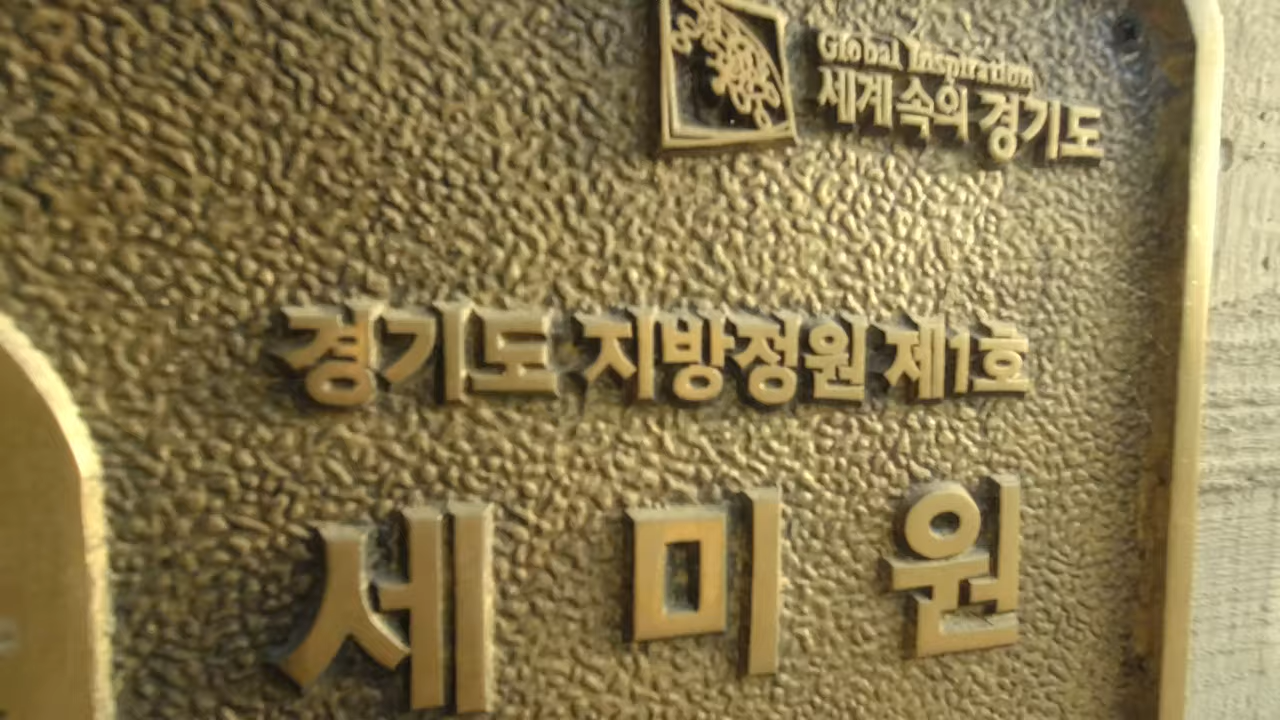 Global Inspiration
세계 속의 경기도
경기도 지방정원 제1호
세미원